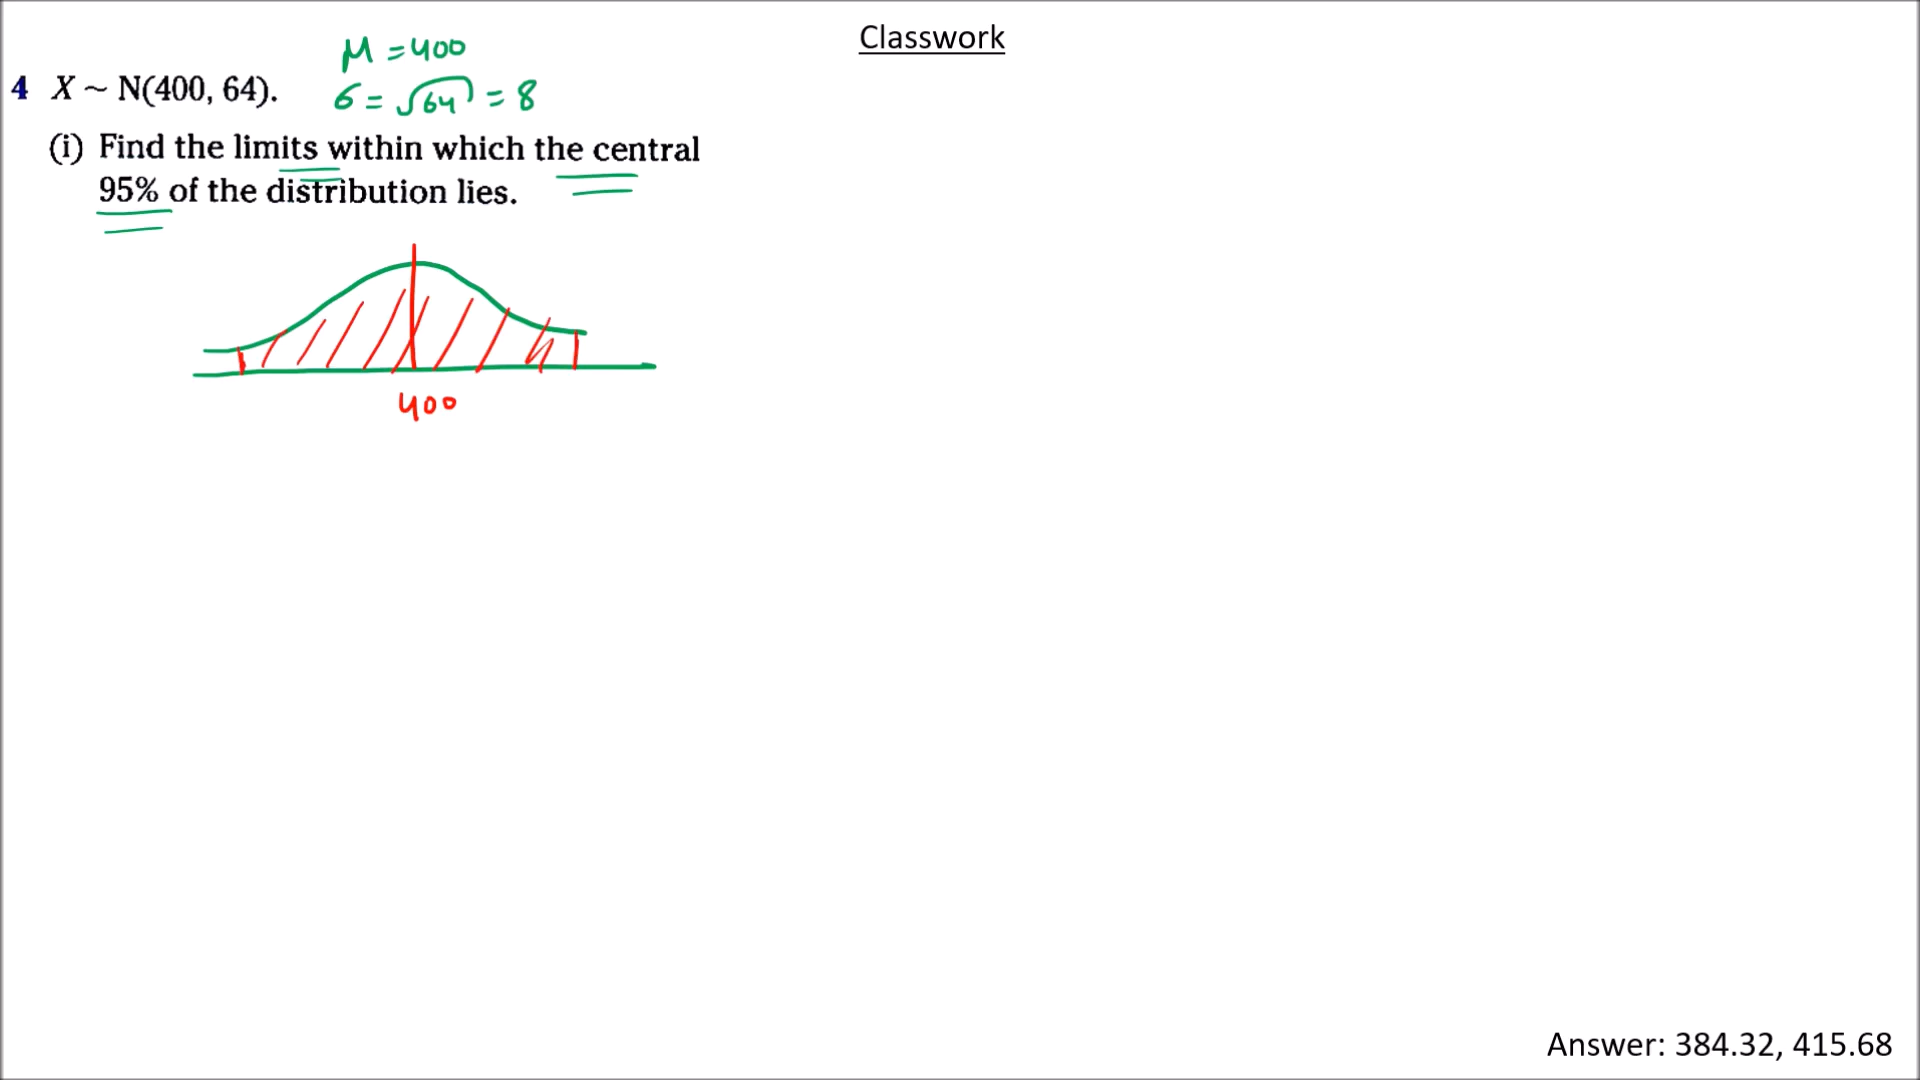 Classwork
μ = 400
4 X ~ N(400, 64).
σ = √64 = 8
(i) Find the limits within which the central
95% of the distribution lies.
400
Answer: 384.32, 415.68